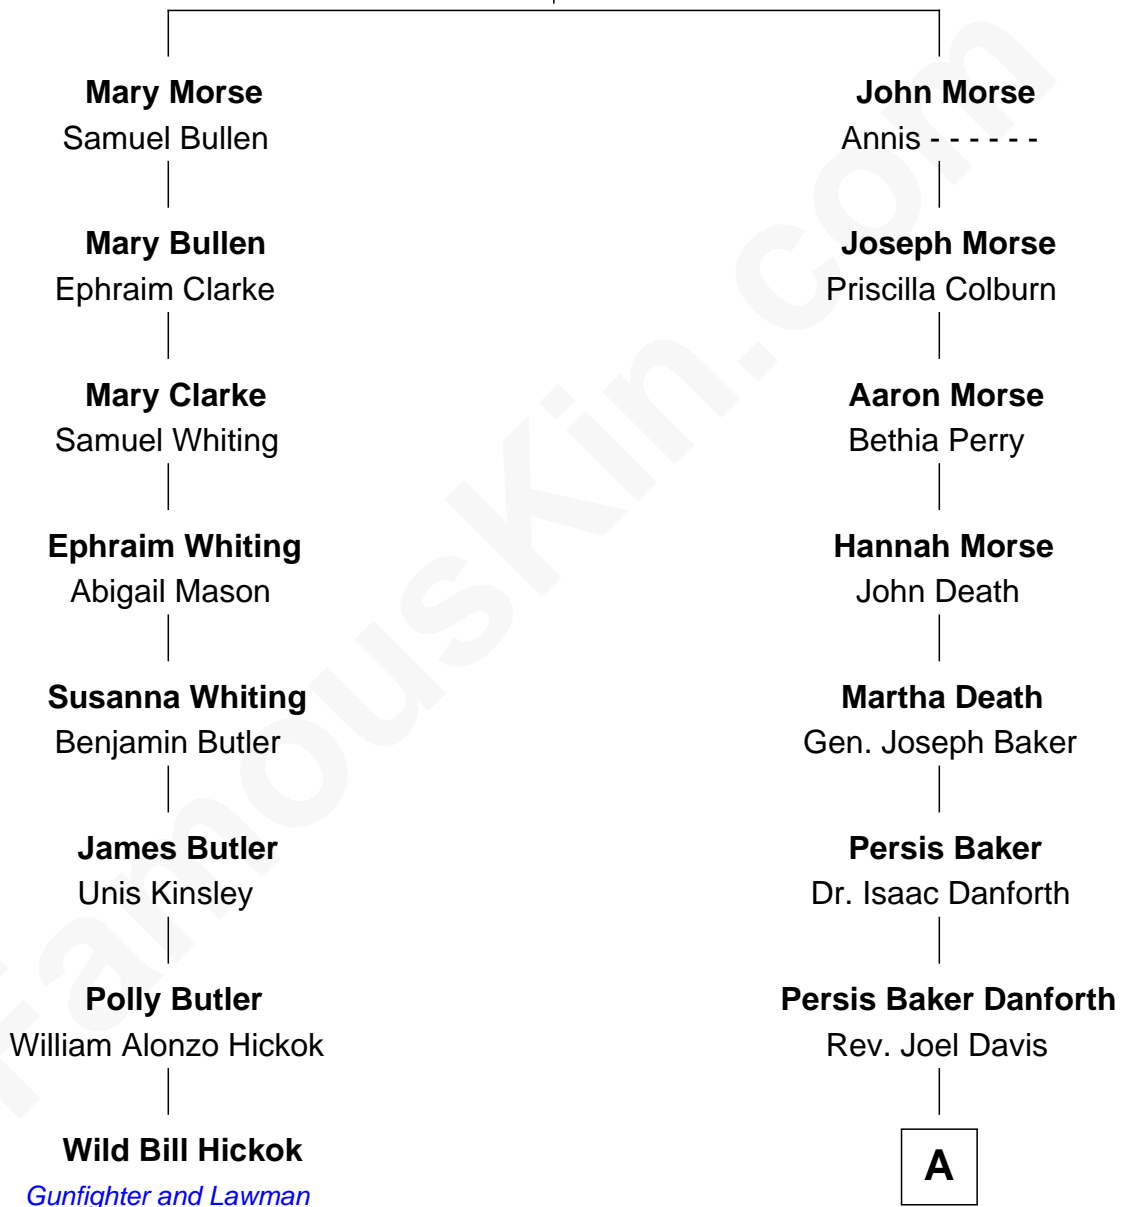 Mary Morse
Samuel Bullen
Mary Bullen
Ephraim Clarke
Mary Clarke
Samuel Whiting
Ephraim Whiting
Abigail Mason
Susanna Whiting
Benjamin Butler
James Butler
Unis Kinsley
Polly Butler
William Alonzo Hickok
Wild Bill Hickok
Gunfighter and Lawman
John Morse
Annis - - - - - -
Joseph Morse
Priscilla Colburn
Aaron Morse
Bethia Perry
Hannah Morse
John Death
Martha Death
Gen. Joseph Baker
Persis Baker
Dr. Isaac Danforth
Persis Baker Danforth
Rev. Joel Davis
A
FamousKin.com